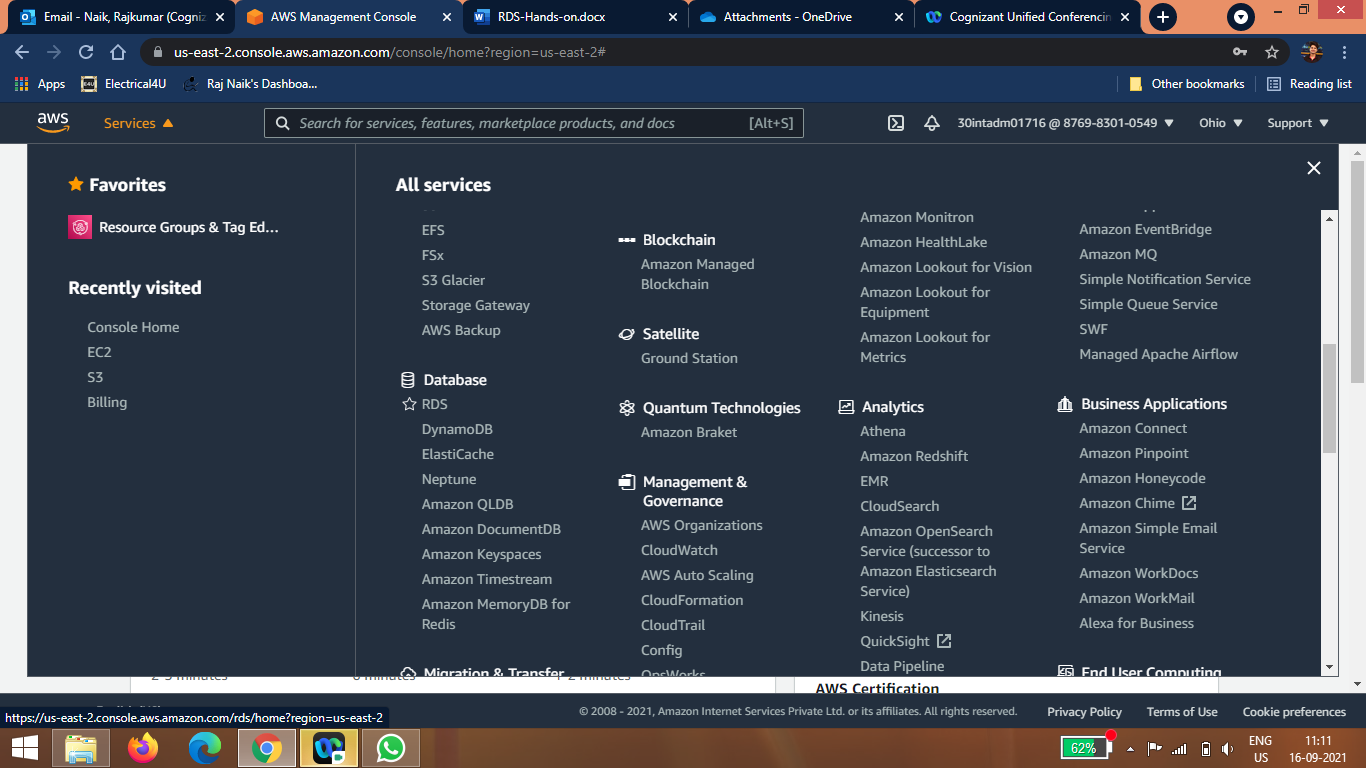 Email - Naik, Rajkumar (Cogniz
AWS Management Console
RDS-Hands-on.docx
Attachments - OneDrive
Cognizant Unified Conferencin
us-east-2.console.aws.amazon.com/console/home?region=us-east-2#
Apps
Electrical4U
Raj Naik's Dashboa...
Other bookmarks
Reading list
aws
Services
Search for services, features, marketplace products, and docs
[Alt+S]
30intadm01716 @ 8769-8301-0549
Ohio
Support
Favorites
Resource Groups & Tag Ed...
Recently visited
Console Home
EC2
S3
Billing
All services
EFS
FSx
S3 Glacier
Storage Gateway
AWS Backup
Database
RDS
DynamoDB
ElastiCache
Neptune
Amazon QLDB
Amazon DocumentDB
Amazon Keyspaces
Amazon Timestream
Amazon MemoryDB for
Redis
Migration & Transfer
Blockchain
Amazon Managed
Blockchain
Satellite
Ground Station
Quantum Technologies
Amazon Braket
Management &
Governance
AWS Organizations
CloudWatch
AWS Auto Scaling
CloudFormation
CloudTrail
Config
OpsWorks
Amazon Monitron
Amazon HealthLake
Amazon Lookout for Vision
Amazon Lookout for
Equipment
Amazon Lookout for
Metrics
Analytics
Athena
Amazon Redshift
EMR
CloudSearch
Amazon OpenSearch
Service (successor to
Amazon Elasticsearch
Service)
Kinesis
QuickSight
Data Pipeline
Amazon EventBridge
Amazon MQ
Simple Notification Service
Simple Queue Service
SWF
Managed Apache Airflow
Business Applications
Amazon Connect
Amazon Pinpoint
Amazon Honeycode
Amazon Chime
Amazon Simple Email
Service
Amazon WorkDocs
Amazon WorkMail
Alexa for Business
End User Computing
AWS Certification
https://us-east-2.console.aws.amazon.com/rds/home?region=us-east-2
© 2008 - 2021, Amazon Internet Services Private Ltd. or its affiliates. All rights reserved.
Privacy Policy
Terms of Use
Cookie preferences
62%
ENG
US
11:11
16-09-2021